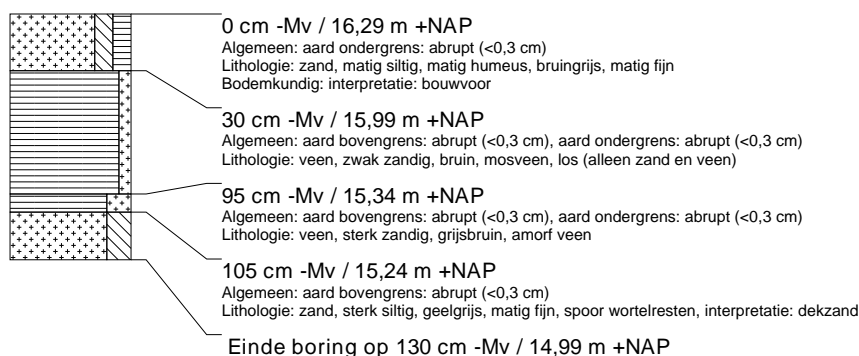 0 cm -Mv / 16,29 m +NAP
Algemeen: aard ondergrens: abrupt (<0,3 cm)
Lithologie: zand, matig siltig, matig humeus, bruingrijs, matig fijn
Bodemkundig: interpretatie: bouwvoor
30 cm -Mv / 15,99 m +NAP
Algemeen: aard bovengrens: abrupt (<0,3 cm), aard ondergrens: abrupt (<0,3 cm)
Lithologie: veen, zwak zandig, bruin, mosveen, los (alleen zand en veen)
95 cm -Mv / 15,34 m +NAP
Algemeen: aard bovengrens: abrupt (<0,3 cm), aard ondergrens: abrupt (<0,3 cm)
Lithologie: veen, sterk zandig, grijsbruin, amorf veen
105 cm -Mv / 15,24 m +NAP
Algemeen: aard bovengrens: abrupt (<0,3 cm)
Lithologie: zand, sterk siltig, geelgrijs, matig fijn, spoor wortelresten, interpretatie: dekzand
Einde boring op 130 cm -Mv / 14,99 m +NAP